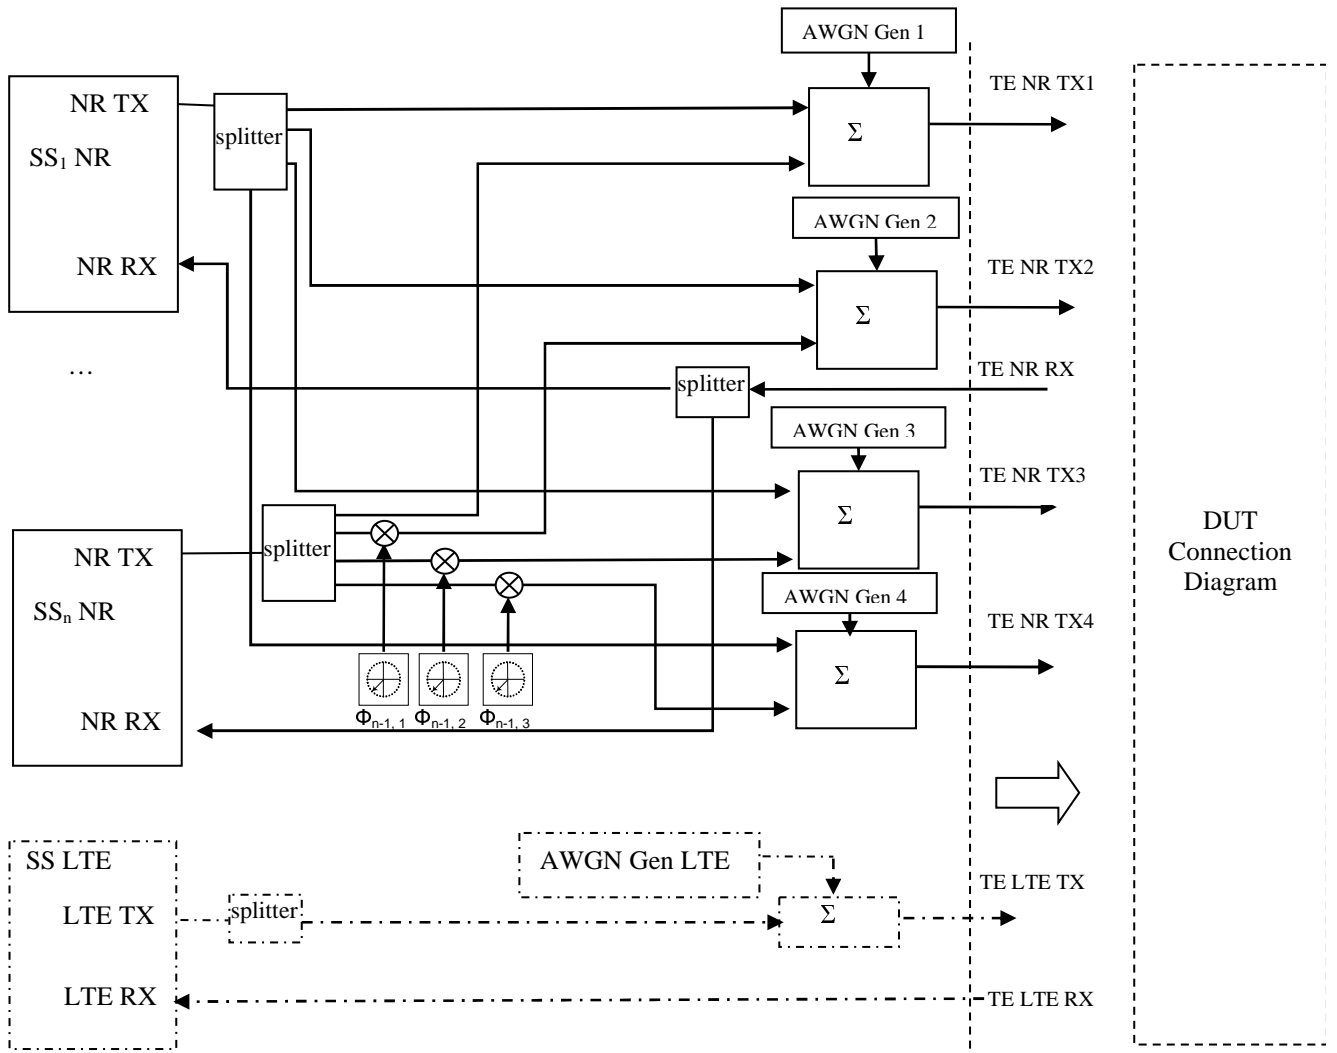 AWGN Gen 1
TE NR TX1
NR TX
splitter
SS₁ NR
Σ
AWGN Gen 2
NR RX
TE NR TX2
Σ
...
splitter
TE NR RX
AWGN Gen 3
TE NR TX3
Σ
NR TX
splitter
DUT
Connection
Diagram
SSₙ NR
AWGN Gen 4
TE NR TX4
Σ
NR RX
Φn-1, 1
Φn-1, 2
Φn-1, 3
SS LTE
AWGN Gen LTE
TE LTE TX
LTE TX
splitter
Σ
LTE RX
TE LTE RX